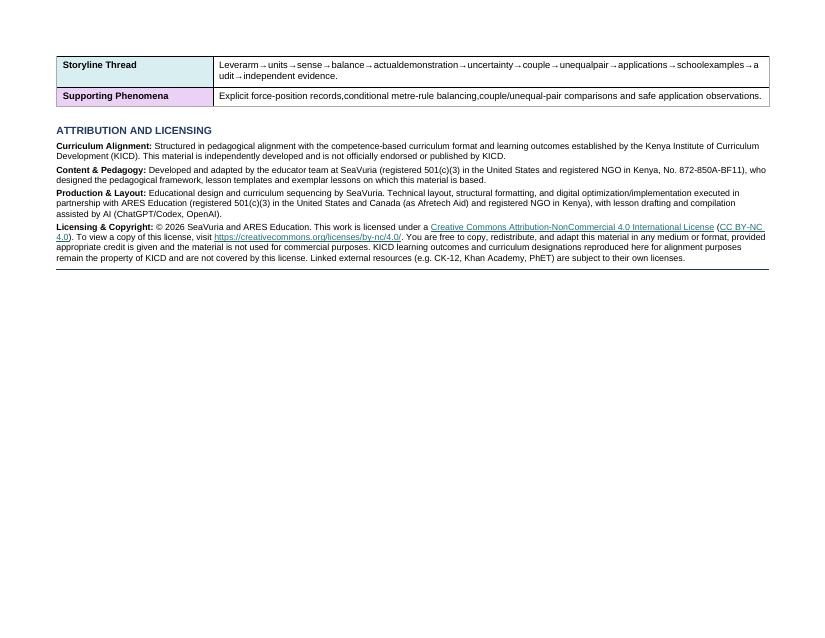 Storyline Thread
Leverarm→units→sense→balance→actualdemonstration→uncertainty→couple→unequalpair→applications→schoolexamples→a
udit→independent evidence.
Supporting Phenomena
Explicit force-position records,conditional metre-rule balancing,couple/unequal-pair comparisons and safe application observations.
ATTRIBUTION AND LICENSING
Curriculum Alignment: Structured in pedagogical alignment with the competence-based curriculum format and learning outcomes established by the Kenya Institute of Curriculum
Development (KICD). This material is independently developed and is not officially endorsed or published by KICD.
Content & Pedagogy: Developed and adapted by the educator team at SeaVuria (registered 501(c)(3) in the United States and registered NGO in Kenya, No. 872-850A-BF11), who
designed the pedagogical framework, lesson templates and exemplar lessons on which this material is based.
Production & Layout: Educational design and curriculum sequencing by SeaVuria. Technical layout, structural formatting, and digital optimization/implementation executed in
partnership with ARES Education (registered 501(c)(3) in the United States and Canada (as Afretech Aid) and registered NGO in Kenya), with lesson drafting and compilation
assisted by AI (ChatGPT/Codex, OpenAI).
Licensing & Copyright: © 2026 SeaVuria and ARES Education. This work is licensed under a Creative Commons Attribution-NonCommercial 4.0 International License (CC BY-NC
4.0). To view a copy of this license, visit https://creativecommons.org/licenses/by-nc/4.0/. You are free to copy, redistribute, and adapt this material in any medium or format, provided
appropriate credit is given and the material is not used for commercial purposes. KICD learning outcomes and curriculum designations reproduced here for alignment purposes
remain the property of KICD and are not covered by this license. Linked external resources (e.g. CK-12, Khan Academy, PhET) are subject to their own licenses.